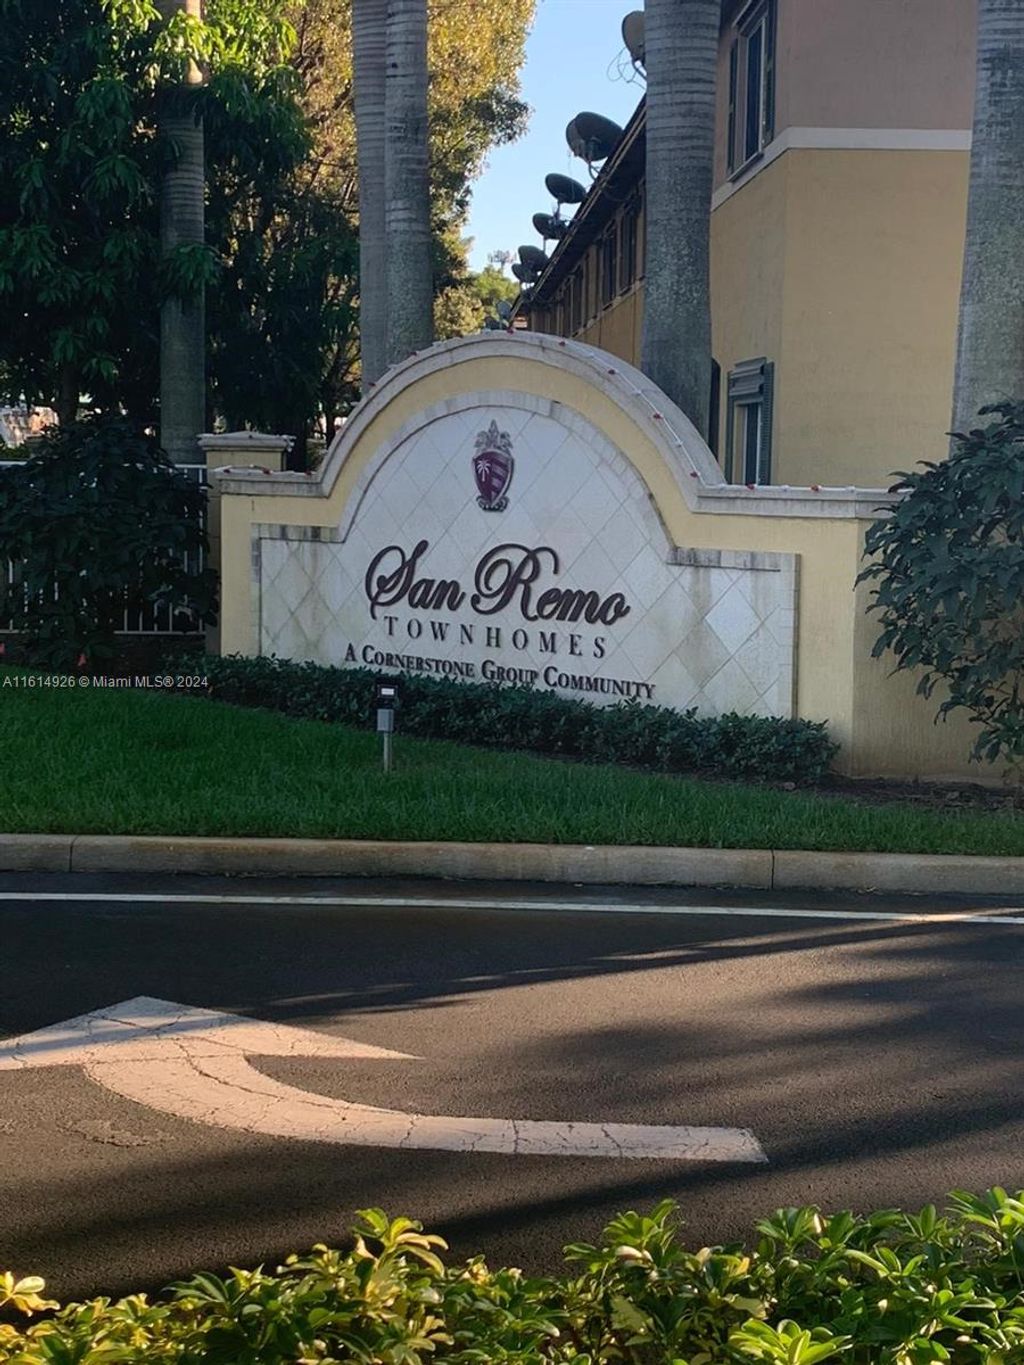 San Remo
TOWNHOMES
A CORNERSTONE GROUP COMMUNITY
A11614926 © Miami MLS® 2024